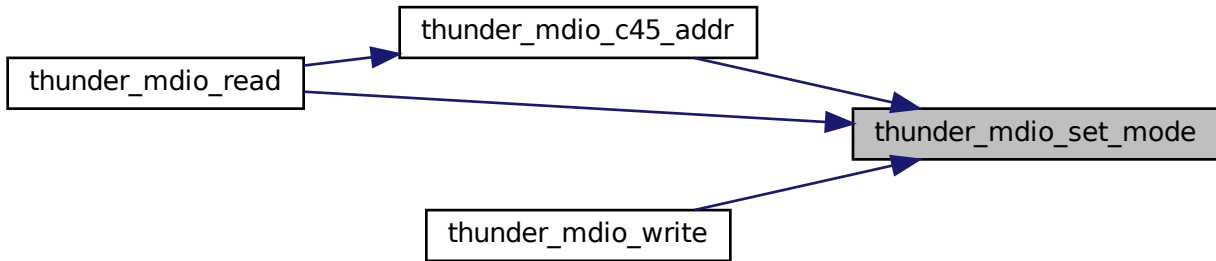 thunder_mdio_c45_addr
thunder_mdio_read
thunder_mdio_set_mode
thunder_mdio_write